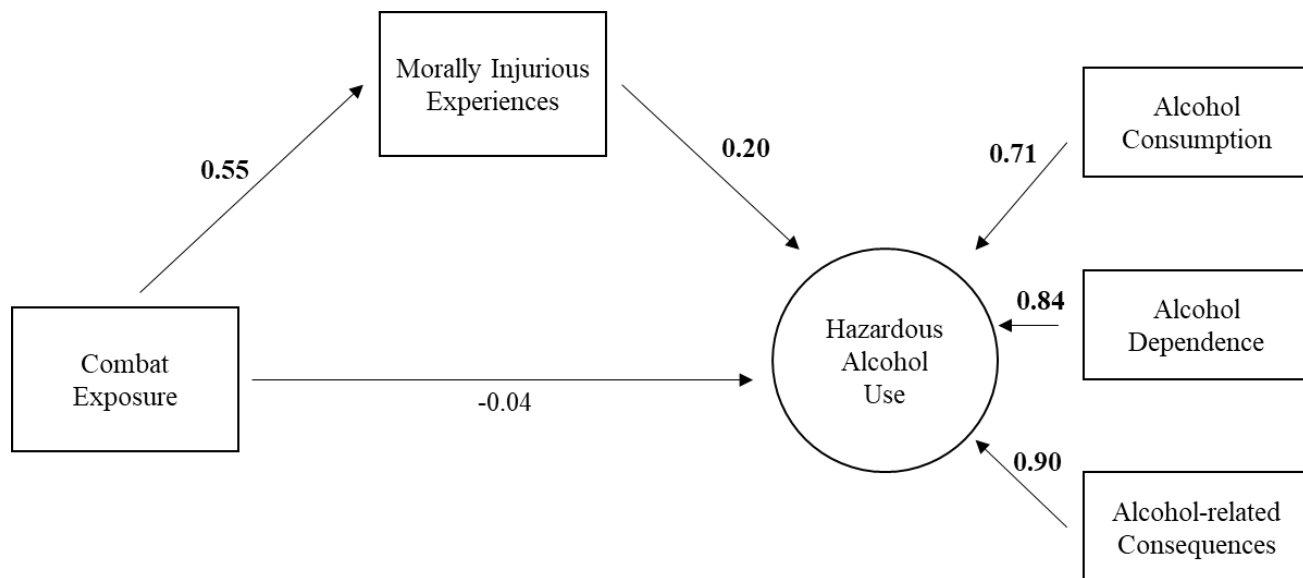 Morally Injurious
Experiences
Alcohol
Consumption
0.55
0.20
0.71
Combat
Exposure
-0.04
Hazardous
Alcohol
Use
0.84
Alcohol
Dependence
0.90
Alcohol-related
Consequences